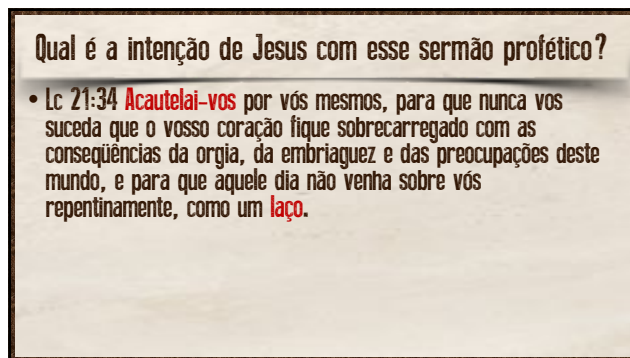 Qual é a intenção de Jesus com esse sermão profético?
• Lc 21:34 Acautelai-vos por vós mesmos, para que nunca vos
suceda que o vosso coração fique sobrecarregado com as
conseqüências da orgia, da embriaguez e das preocupações deste
mundo, e para que aquele dia não venha sobre vós
repentinamente, como um laço.